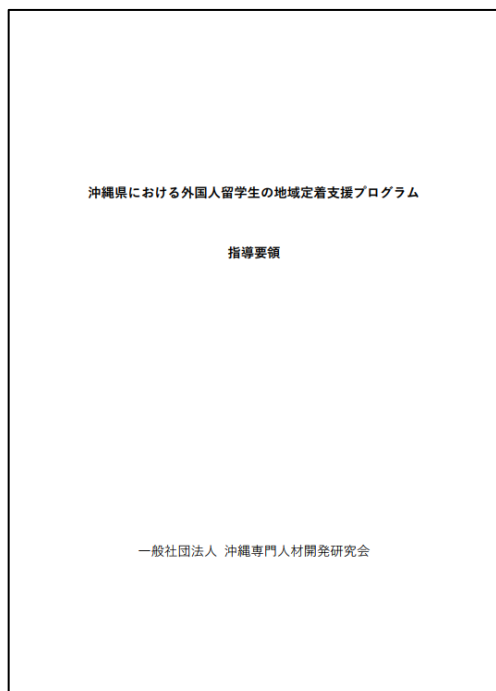 沖縄県における外国人留学生の地域定着支援プログラム
指導要領
一般社団法人 沖縄専門人材開発研究会